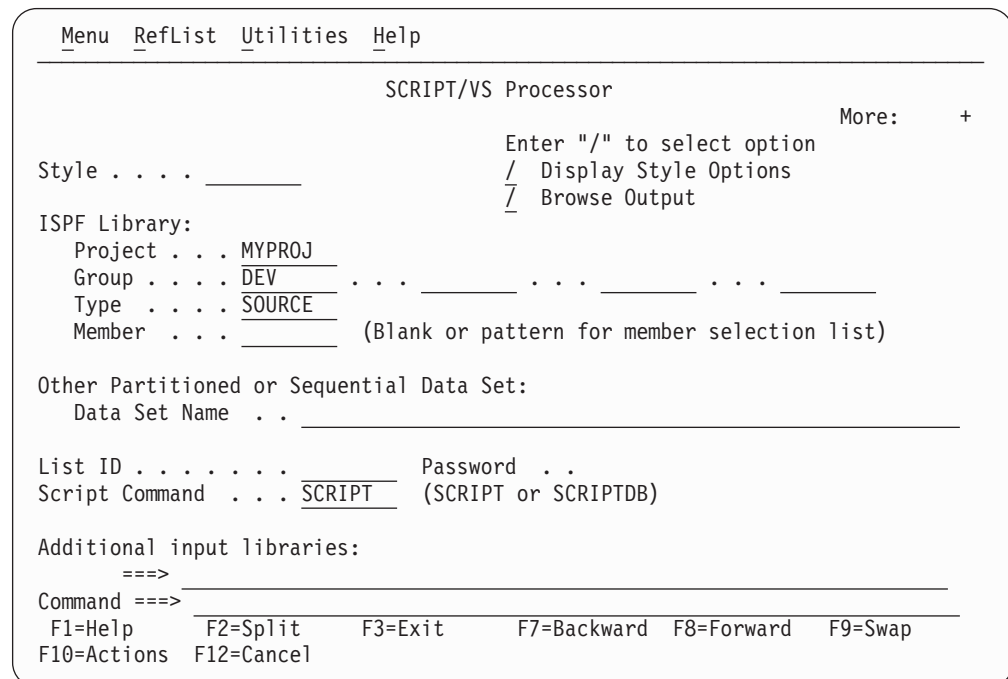 Menu RefList Utilities Help
SCRIPT/VS Processor
More: +
Enter "/" to select option
Style . . . . / Display Style Options
/ Browse Output
ISPF Library:
Project . . . MYPROJ
Group . . . . DEV . . . . . . . . .
Type . . . . SOURCE
Member . . . (Blank or pattern for member selection list)
Other Partitioned or Sequential Data Set:
Data Set Name . .
List ID . . . . . . . Password . .
Script Command . . . SCRIPT (SCRIPT or SCRIPTDB)
Additional input libraries:
===>
Command ===>
F1=Help F2=Split F3=Exit F7=Backward F8=Forward F9=Swap
F10=Actions F12=Cancel